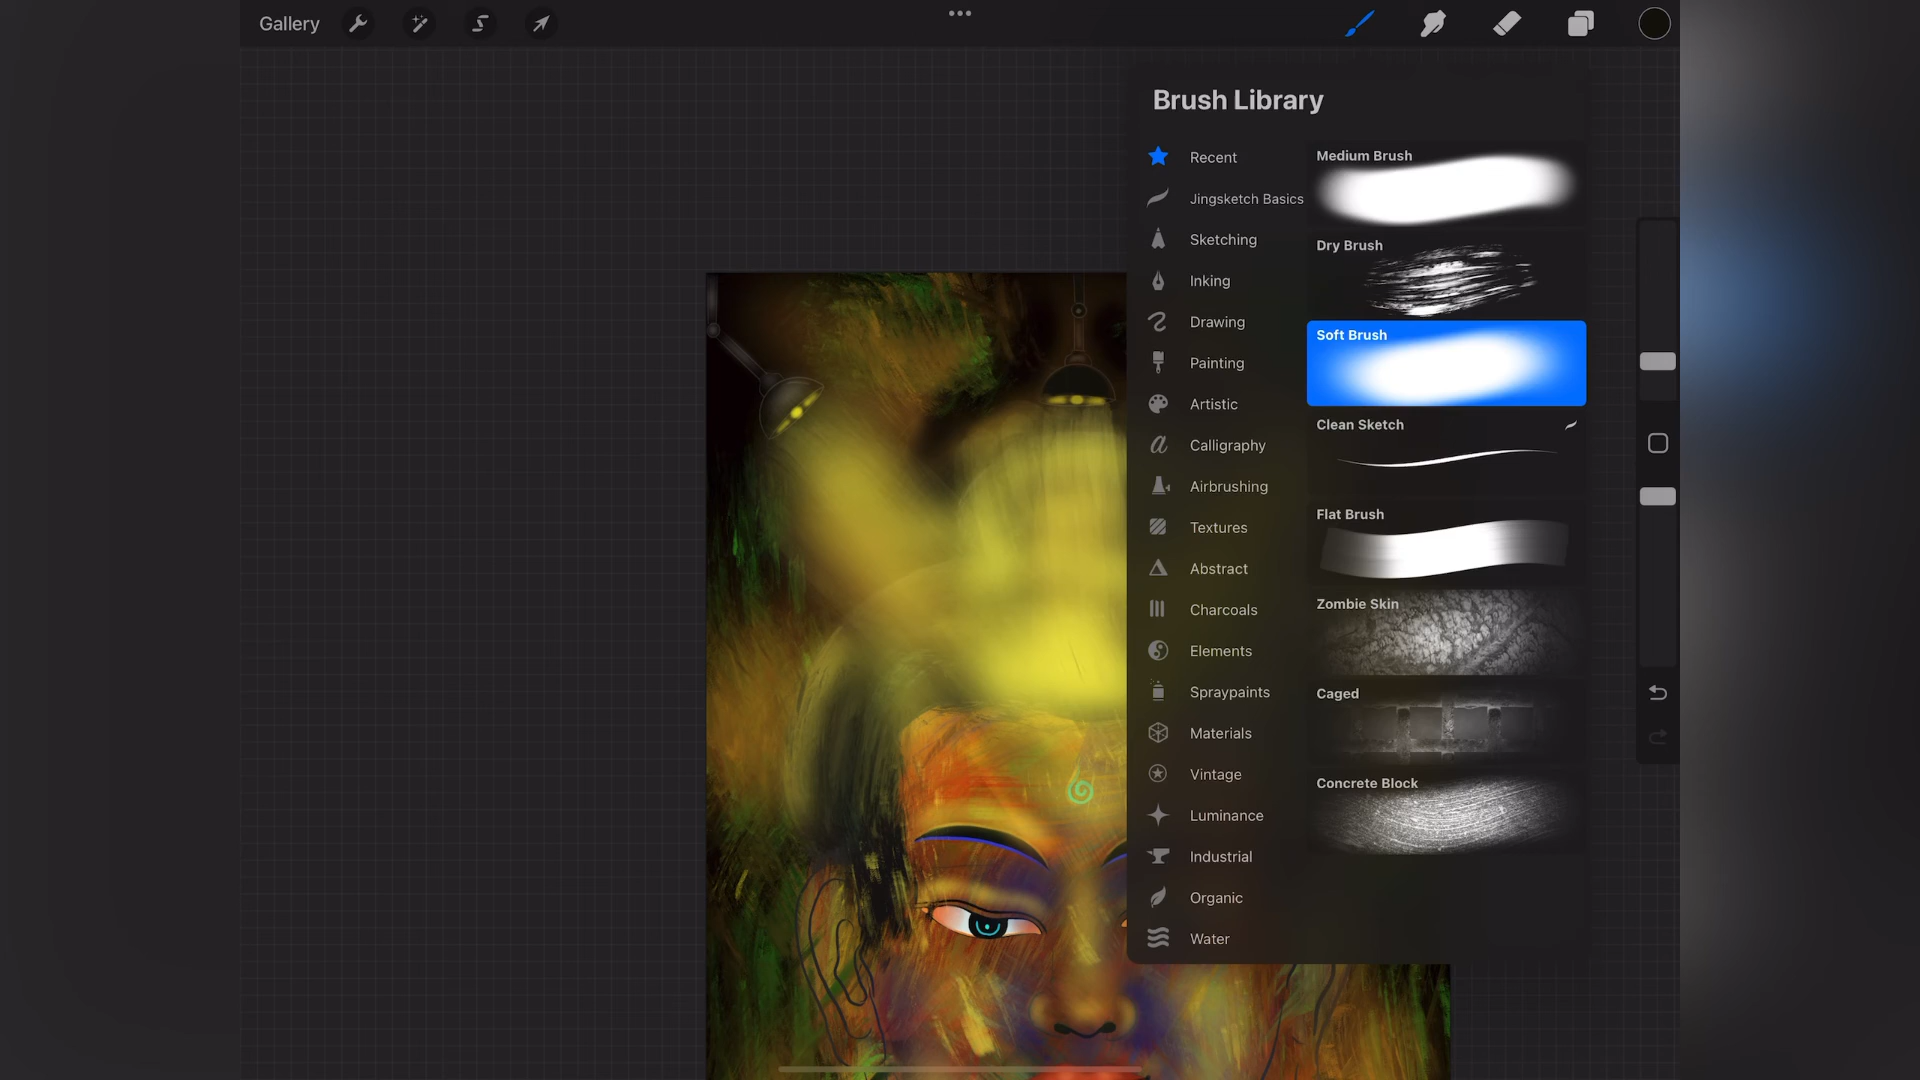 Gallery
Brush Library
Recent
Jingsketch Basics
Sketching
Inking
Drawing
Painting
Artistic
Calligraphy
Airbrushing
Textures
Abstract
Charcoals
Elements
Spraypaints
Materials
Vintage
Luminance
Industrial
Organic
Water
Medium Brush
Dry Brush
Soft Brush
Clean Sketch
Flat Brush
Zombie Skin
Caged
Concrete Block